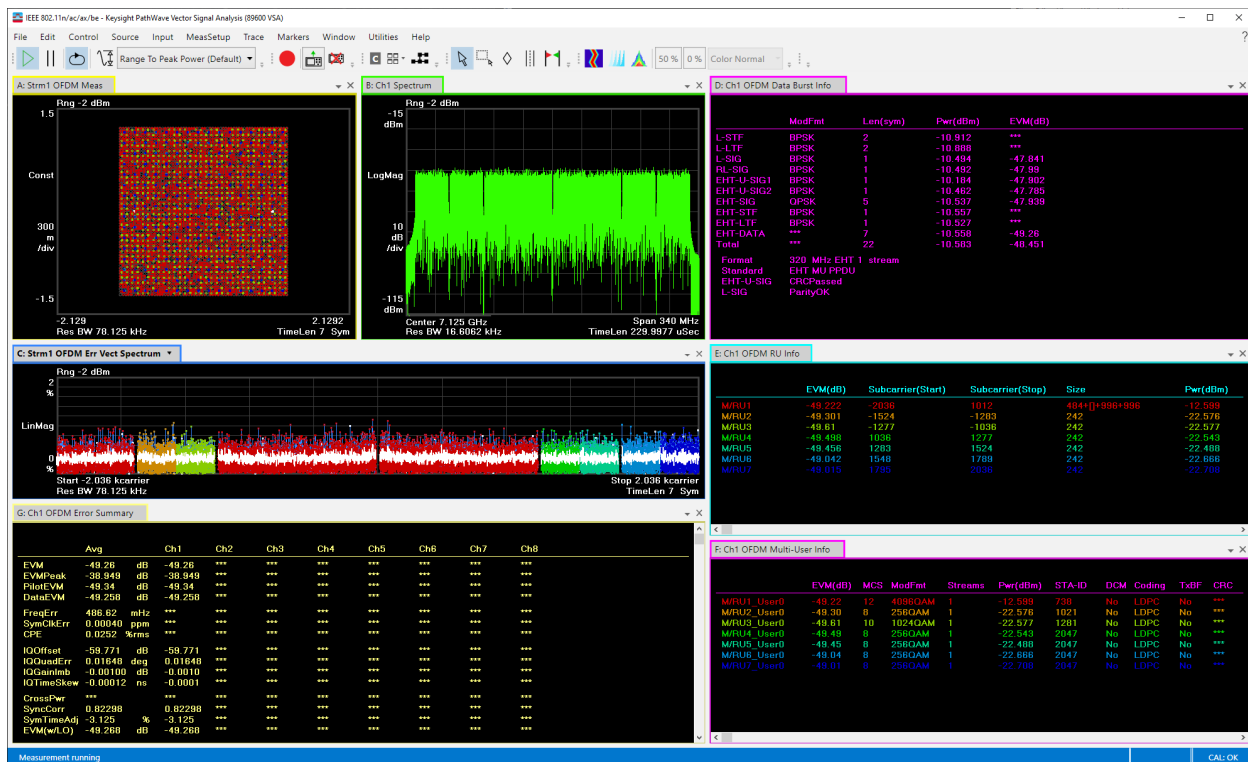 IEEE 802.11n/ac/ax/be - Keysight PathWave Vector Signal Analysis (89600 VSA)
File Edit Control Source Input MeasSetup Trace Markers Window Utilities Help ?
Range To Peak Power (Default) 50 % 0 % Color Normal
A: Strm1 OFDM Meas
Rng -2 dBm
1.5
Const
300
m
/div
-1.5
-2.129 2.1292
Res BW 78.125 kHz TimeLen 7 Sym
B: Ch1 Spectrum
Rng -2 dBm
-15
dBm
LogMag
10
dB
/div
-115
dBm
Center 7.125 GHz Span 340 MHz
Res BW 16.6062 kHz TimeLen 229.9977 uSec
D: Ch1 OFDM Data Burst Info
ModFmt Len(sym) Pwr(dBm) EVM(dB)
L-STF BPSK 2 -10.912 ***
L-LTF BPSK 2 ***
L-SIG BPSK 1 -10.494 -47.841
RL-SIG BPSK 1 -10.492 -47.99
EHT-U-SIG1 BPSK 1 -47.902
EHT-U-SIG2 BPSK 1 -10.462 -47.785
EHT-SIG QPSK 5 -10.537 -47.939
EHT-STF BPSK 1 -10.557 ***
EHT-LTF BPSK 1 -10.527 ***
EHT-DATA *** 7 -49.26
Total *** 22
Format 320 MHz EHT 1 stream
Standard EHT MU PPDU
EHT-U-SIG CRCPassed
L-SIG ParityOK
C: Strm1 OFDM Err Vect Spectrum
Rng -2 dBm
2
%
LinMag
0
%
Start -2.036 kcarrier Stop 2.036 kcarrier
Res BW 78.125 kHz TimeLen 7 Sym
E: Ch1 OFDM RU Info
EVM(dB) Subcarrier(Start) Subcarrier(Stop) Size Pwr(dBm)
M/RU1 -49.222 -2036 1012 -12.599
M/RU2 -49.301 -1524 -1283 242 -22.576
M/RU3 -49.61 -1277 -1036 242 -22.577
M/RU4 -49.498 1036 1277 242 -22.543
M/RU5 -49.456 1283 1524 242 -22.488
M/RU6 -49.042 1548 1789 242 -22.666
M/RU7 1795 2036 242
G: Ch1 OFDM Error Summary
Avg Ch1 Ch2 Ch3 Ch4 Ch5 Ch6 Ch7 Ch8
EVM -49.26 dB -49.26 *** *** *** *** *** *** ***
EVMPeak -38.949 dB -38.949 *** *** *** *** *** *** ***
PilotEVM -49.34 dB -49.34 *** *** *** *** *** *** ***
DataEVM -49.258 dB -49.258 *** *** *** *** *** *** ***
FreqErr 486.62 mHz *** *** *** *** *** *** *** ***
SymClkErr 0.00040 ppm *** *** *** *** *** *** *** ***
CPE 0.0252 %rms *** *** *** *** *** *** *** ***
IQOffset -59.771 dB -59.771 *** *** *** *** *** *** ***
IQQuadErr 0.01648 deg 0.01648 *** *** *** *** *** *** ***
IQGainImb -0.00100 dB -0.0010 *** *** *** *** *** *** ***
IQTimeSkew -0.00012 ns -0.0001 *** *** *** *** *** *** ***
CrossPwr *** *** *** *** *** *** *** *** ***
SyncCorr 0.82298 0.82298 *** *** *** *** *** *** ***
SymTimeAdj -3.125 % -3.125 *** *** *** *** *** *** ***
EVM(w/LO) -49.268 dB -49.268 *** *** *** *** *** *** ***
F: Ch1 OFDM Multi-User Info
EVM(dB) MCS ModFmt Streams Pwr(dBm) STA-ID DCM Coding TxBF CRC
M/RU1_User0 -49.22 12 4096QAM 1 -12.599 No LDPC No ***
M/RU2_User0 -49.30 8 256QAM 1 -22.576 1021 No LDPC No ***
M/RU3_User0 -49.61 10 1024QAM 1 -22.577 1281 No LDPC No ***
M/RU4_User0 -49.49 8 256QAM 1 -22.543 2047 No LDPC No ***
M/RU5_User0 -49.45 8 256QAM 1 -22.488 2047 No LDPC No ***
M/RU6_User0 -49.04 8 256QAM 1 -22.666 2047 No LDPC No ***
M/RU7_User0 8 256QAM 1 2047 No LDPC No ***
Measurement running CAL: OK